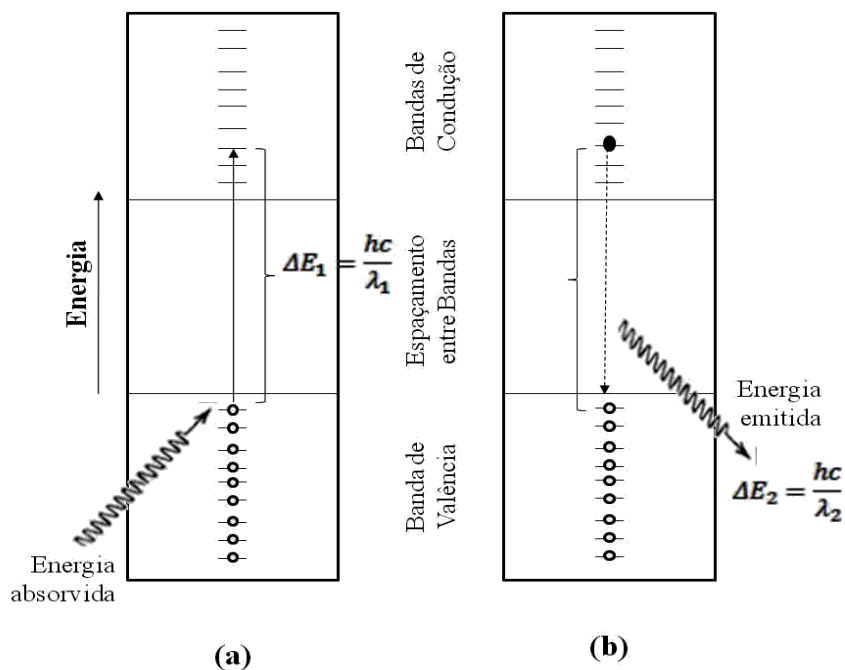 Energia
Bandas de
Condução
Espaçamento
entre Bandas
Banda de
Valência
ΔE₁ = hc/λ₁
Energia
absorvida
(a)
Energia
emitida
ΔE₂ = hc/λ₂
(b)